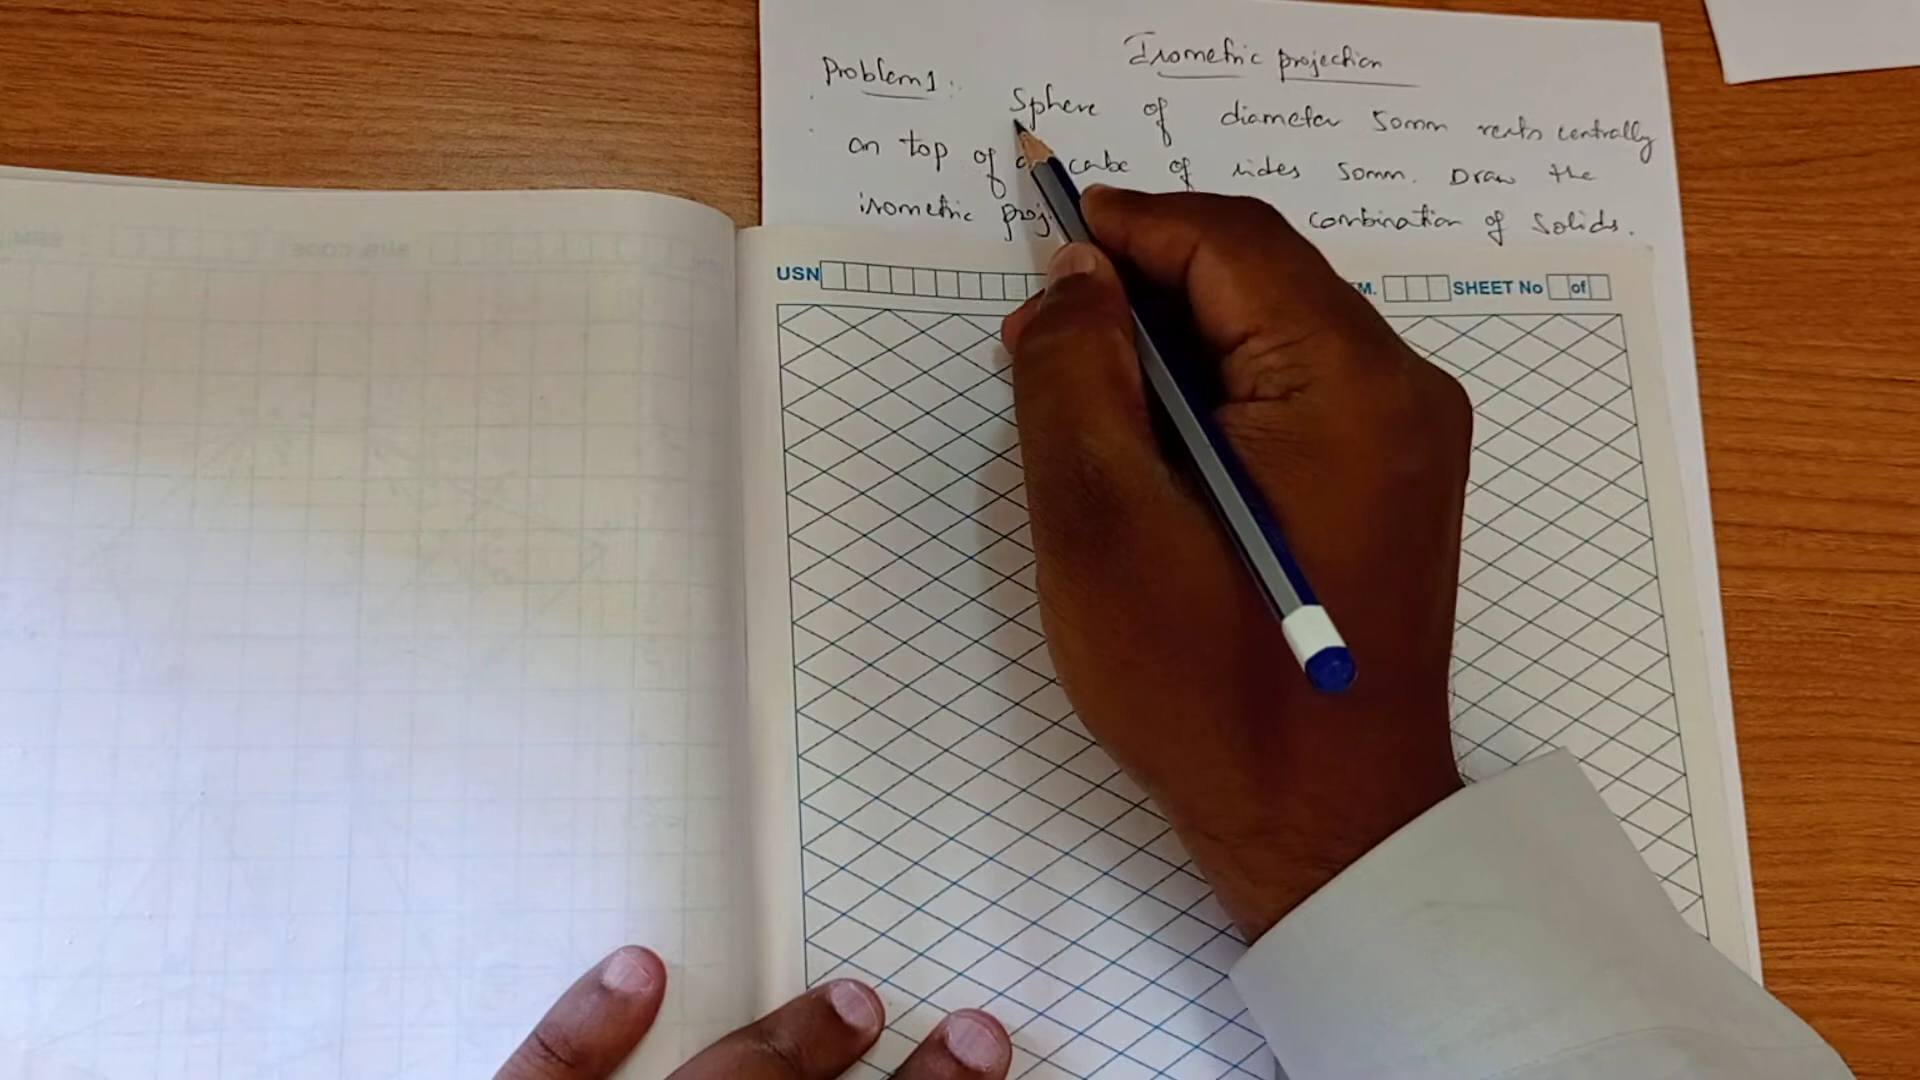 Isometric projection
Problem 1:
Sphere of diameter 50mm rests centrally
on top of a cube of sides 50mm. Draw the
isometric proj combination of solids.
USN M. SHEET No of